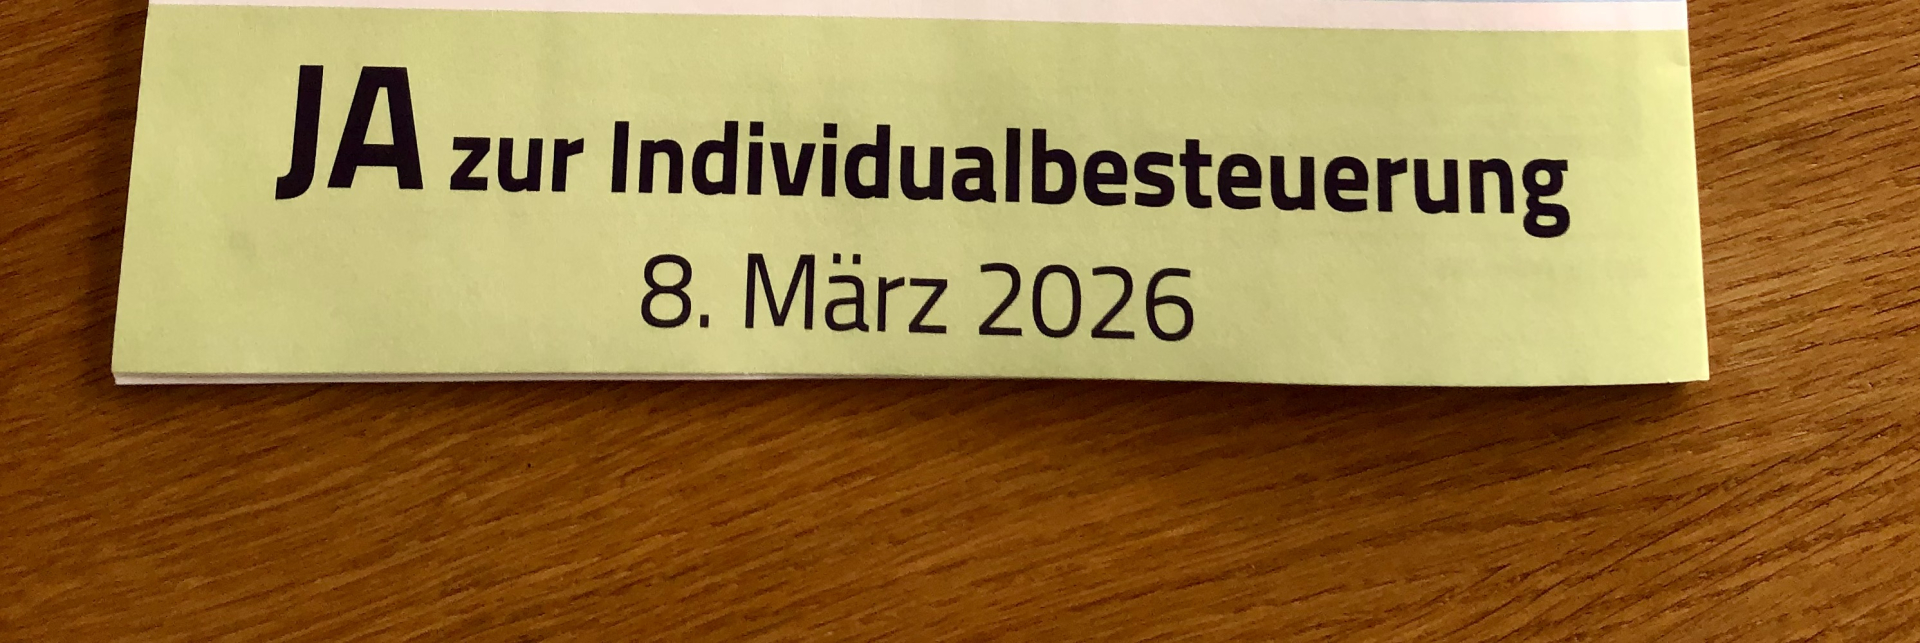 JA zur Individualbesteuerung
8. März 2026